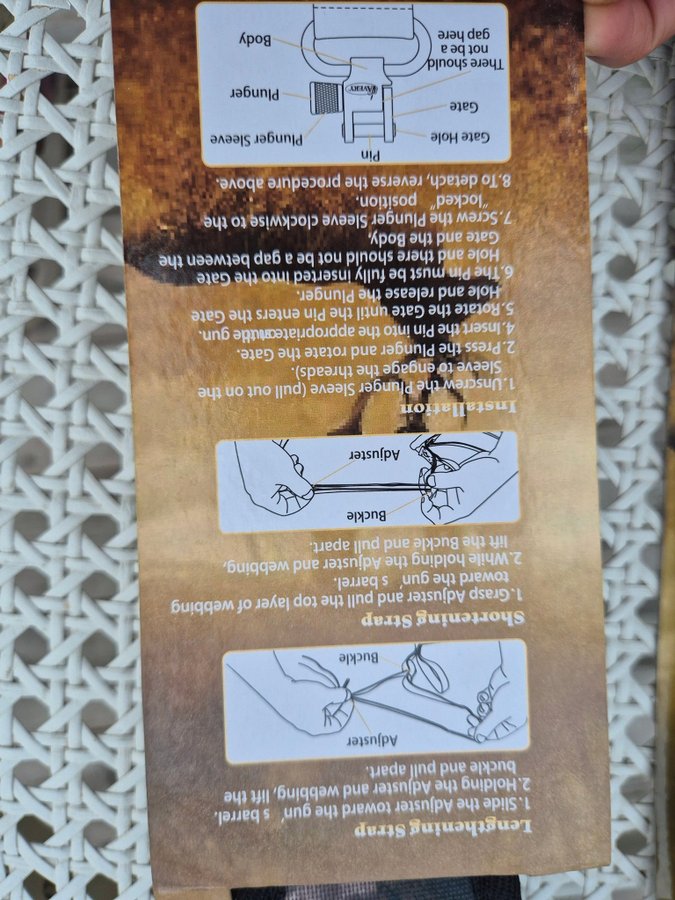 Lengthening Strap
1.Slide the Adjuster toward the gun's barrel.
2.Holding the Adjuster and webbing, lift the
buckle and pull apart.
Adjuster
Buckle
Shortening Strap
1.Grasp Adjuster and pull the top layer of webbing
toward the gun's barrel.
2.While holding the Adjuster and webbing,
lift the Buckle and pull apart.
Buckle
Adjuster
Installation
1.Unscrew the Plunger Sleeve (pull out on the
Sleeve to engage the threads).
2.Press the Plunger and rotate the Gate.
4.Insert the Pin into the appropriate gun.
5.Rotate the Gate until the Pin enters the Gate
Hole and release the Plunger.
6.The Pin must be fully inserted into the Gate
Hole and there should not be a gap between the
Gate and the Body,
7.Screw the Plunger Sleeve clockwise to the
"locked" position.
8.To detach, reverse the procedure above.
Pin
Gate Hole
Plunger Sleeve
Gate
Plunger
There should
not be a
gap here
Body
AVERY